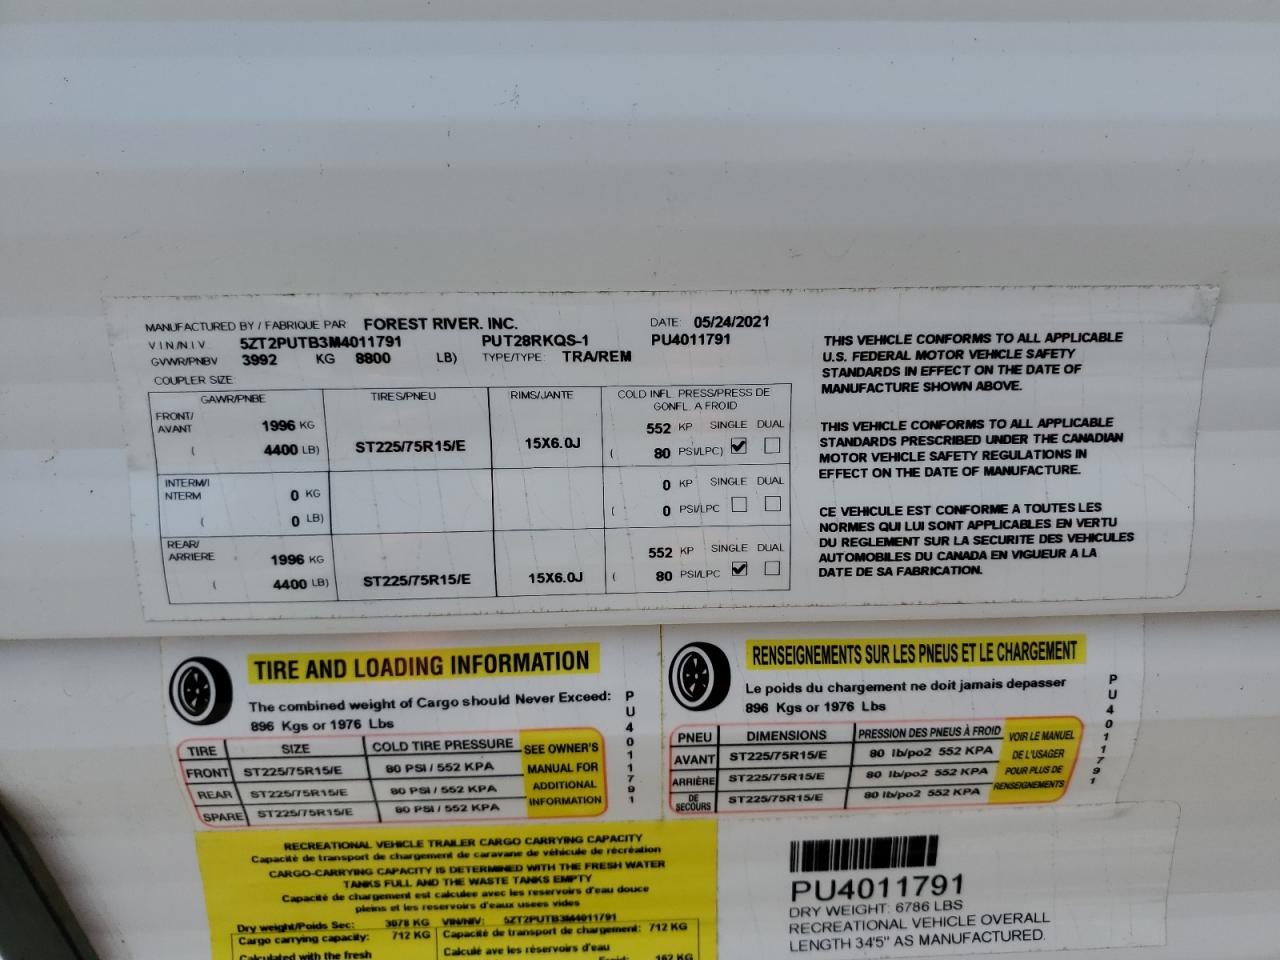 MANUFACTURED BY / FABRIQUE PAR: FOREST RIVER. INC. DATE: 05/24/2021
V I N /N I V 5ZT2PUTB3M4011791 PUT28RKQS-1 PU4011791
GVWR/PNBV 3992 KG 8800 LB) TYPE/TYPE: TRA/REM
COUPLER SIZE
GAWR/PNBE TIRES/PNEU RIMS/JANTE COLD INFL. PRESS/PRESS DE
GONFL. A FROID
FRONT/
AVANT 1996 KG 552 KP SINGLE DUAL
( 4400 LB) ST225/75R15/E 15X6.0J ( 80 PSI/LPC)
INTERM/I
NTERM 0 KG 0 KP SINGLE DUAL
( 0 LB) ( 0 PSI/LPC
REAR/
ARRIERE 1996 KG 552 KP SINGLE DUAL
( 4400 LB) ST225/75R15/E 15X6.0J ( 80 PSI/LPC
THIS VEHICLE CONFORMS TO ALL APPLICABLE
U.S. FEDERAL MOTOR VEHICLE SAFETY
STANDARDS IN EFFECT ON THE DATE OF
MANUFACTURE SHOWN ABOVE.
THIS VEHICLE CONFORMS TO ALL APPLICABLE
STANDARDS PRESCRIBED UNDER THE CANADIAN
MOTOR VEHICLE SAFETY REGULATIONS IN
EFFECT ON THE DATE OF MANUFACTURE.
CE VEHICULE EST CONFORME A TOUTES LES
NORMES QUI LUI SONT APPLICABLES EN VERTU
DU REGLEMENT SUR LA SECURITE DES VEHICULES
AUTOMOBILES DU CANADA EN VIGUEUR A LA
DATE DE SA FABRICATION.
TIRE AND LOADING INFORMATION
The combined weight of Cargo should Never Exceed:
896 Kgs or 1976 Lbs
TIRE SIZE COLD TIRE PRESSURE
FRONT ST225/75R15/E 80 PSI / 552 KPA
REAR ST225/75R15/E 80 PSI / 552 KPA
SPARE ST225/75R15/E 80 PSI / 552 KPA
SEE OWNER'S
MANUAL FOR
ADDITIONAL
INFORMATION
PU4011791
RENSEIGNEMENTS SUR LES PNEUS ET LE CHARGEMENT
Le poids du chargement ne doit jamais depasser
896 Kgs or 1976 Lbs
PNEU DIMENSIONS PRESSION DES PNEUS À FROID
AVANT ST225/75R15/E 80 lb/po2 552 KPA
ARRIÈRE ST225/75R15/E 80 lb/po2 552 KPA
DE
SECOURS ST225/75R15/E 80 lb/po2 552 KPA
VOIR LE MANUEL
DE L'USAGER
POUR PLUS DE
RENSEIGNEMENTS
PU4011791
RECREATIONAL VEHICLE TRAILER CARGO CARRYING CAPACITY
Capacité de transport de chargement de caravane de véhicule de récréation
CARGO-CARRYING CAPACITY IS DETERMINED WITH THE FRESH WATER
TANKS FULL AND THE WASTE TANKS EMPTY
Capacité de chargement est calculee avec les reservoirs d'eau douce
pleins et les reservoirs d'eaux usees vides
Dry weight/Poids Sec: 3078 KG VIN/NIV: 5ZT2PUTB3M4011791
Cargo carrying capacity: 712 KG Capacité de transport de chargement: 712 KG
Calculated with the fresh Calculé ave les réservoirs d'eau
162 KG
PU4011791
DRY WEIGHT: 6786 LBS
RECREATIONAL VEHICLE OVERALL
LENGTH 34'5" AS MANUFACTURED.